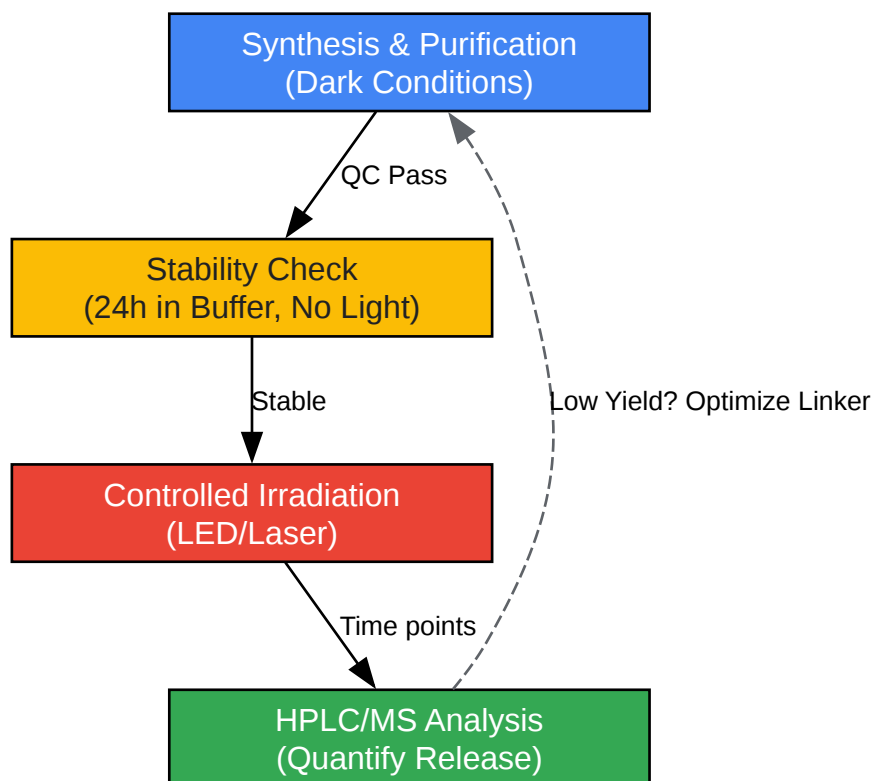 Synthesis & Purification
(Dark Conditions)
QC Pass
Stability Check
(24h in Buffer, No Light)
Stable
Low Yield? Optimize Linker
Controlled Irradiation
(LED/Laser)
Time points
HPLC/MS Analysis
(Quantify Release)